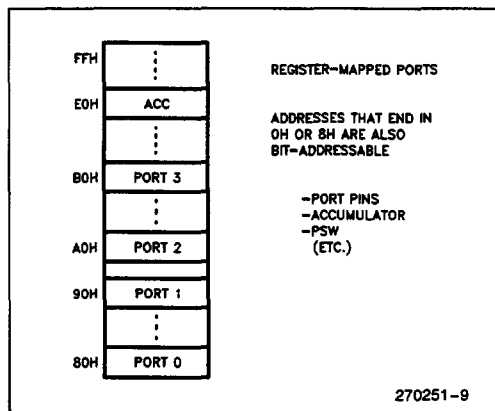 FFH
E0H ACC
B0H PORT 3
A0H PORT 2
90H PORT 1
80H PORT 0
REGISTER-MAPPED PORTS
ADDRESSES THAT END IN
0H OR 8H ARE ALSO
BIT-ADDRESSABLE
-PORT PINS
-ACCUMULATOR
-PSW
(ETC.)
270251-9